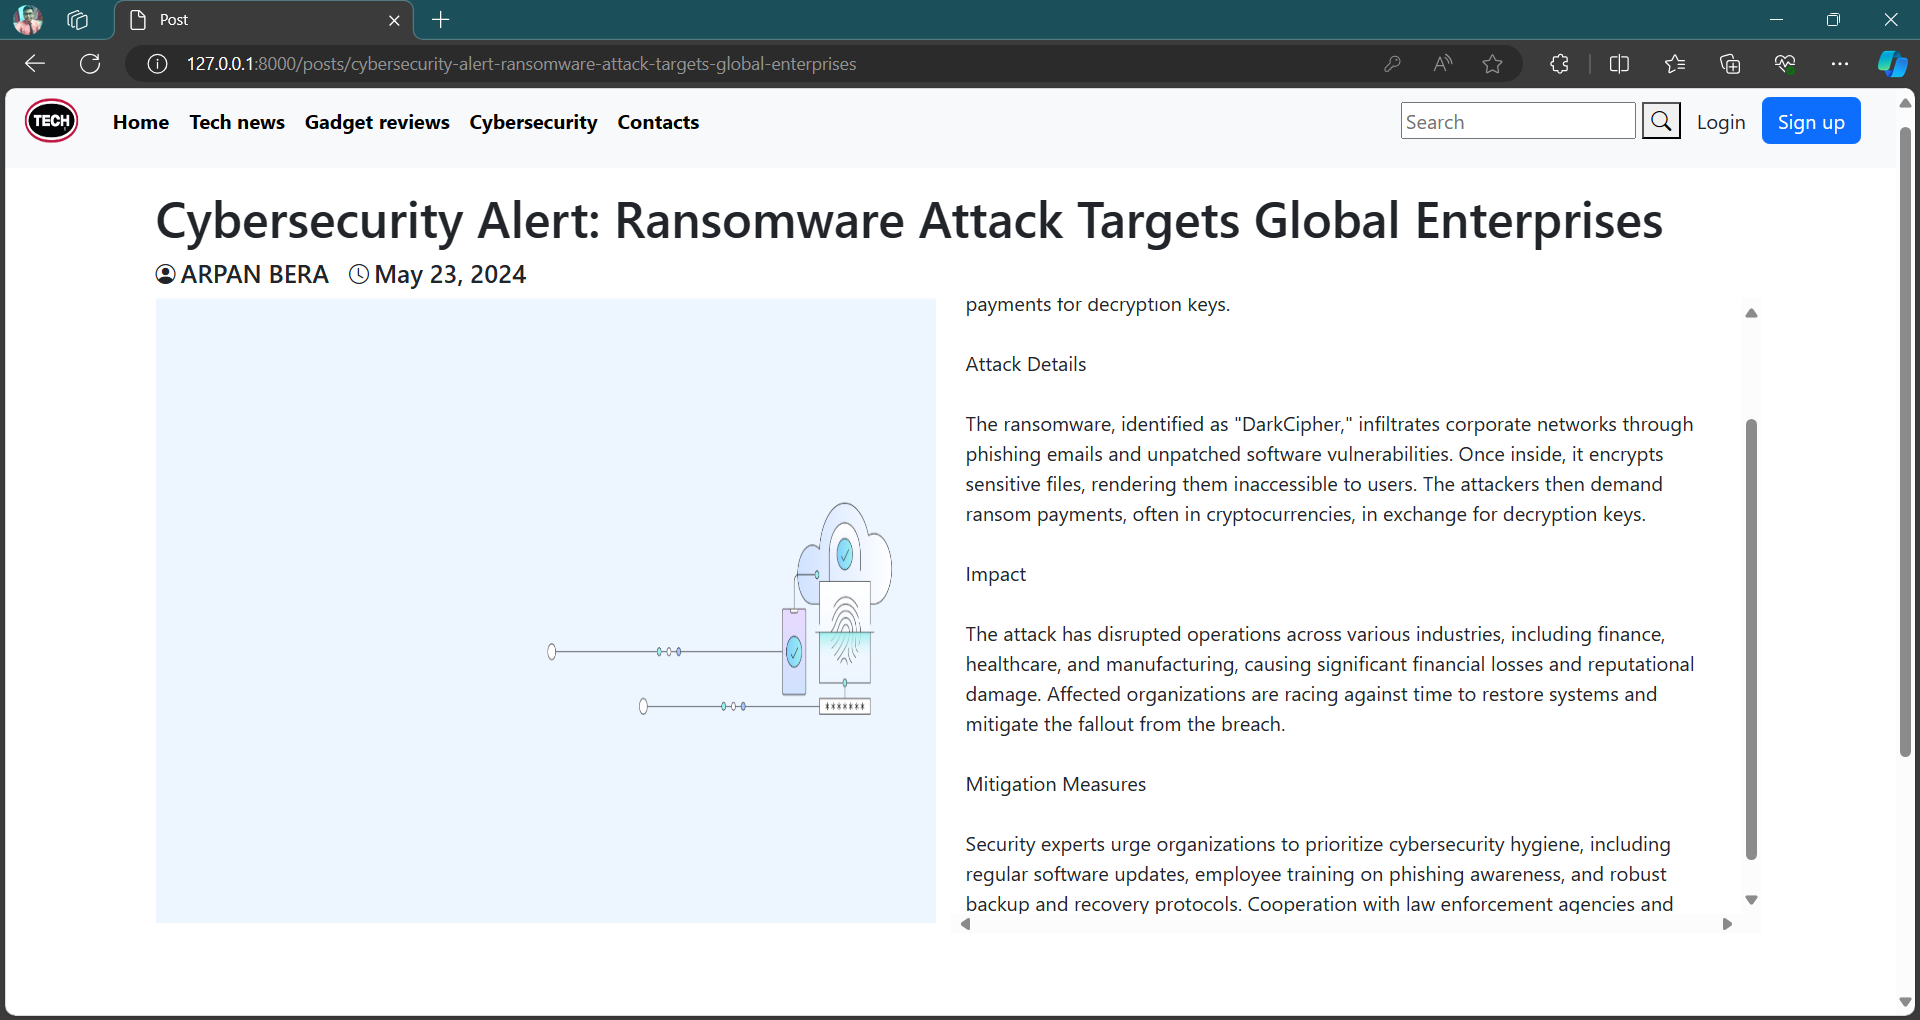 Post
127.0.0.1:8000/posts/cybersecurity-alert-ransomware-attack-targets-global-enterprises
TECH
Home Tech news Gadget reviews Cybersecurity Contacts
Search
Login
Sign up
Cybersecurity Alert: Ransomware Attack Targets Global Enterprises
ARPAN BERA May 23, 2024
payments for decryption keys.
Attack Details
The ransomware, identified as "DarkCipher," infiltrates corporate networks through
phishing emails and unpatched software vulnerabilities. Once inside, it encrypts
sensitive files, rendering them inaccessible to users. The attackers then demand
ransom payments, often in cryptocurrencies, in exchange for decryption keys.
Impact
The attack has disrupted operations across various industries, including finance,
healthcare, and manufacturing, causing significant financial losses and reputational
damage. Affected organizations are racing against time to restore systems and
mitigate the fallout from the breach.
Mitigation Measures
Security experts urge organizations to prioritize cybersecurity hygiene, including
regular software updates, employee training on phishing awareness, and robust
backup and recovery protocols. Cooperation with law enforcement agencies and
*******